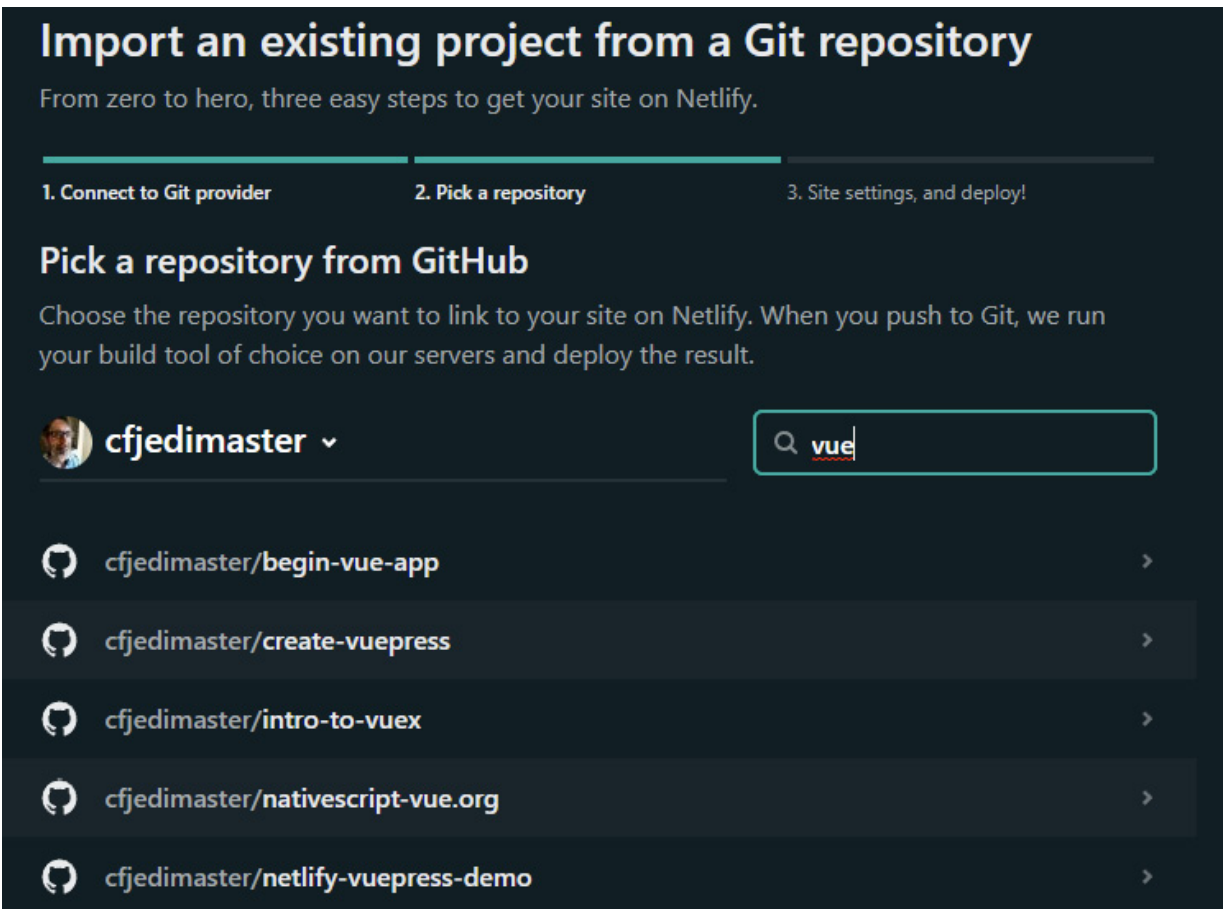 Import an existing project from a Git repository
From zero to hero, three easy steps to get your site on Netlify.
1. Connect to Git provider
2. Pick a repository
3. Site settings, and deploy!
Pick a repository from GitHub
Choose the repository you want to link to your site on Netlify. When you push to Git, we run
your build tool of choice on our servers and deploy the result.
cfjedimaster
vue
cfjedimaster/begin-vue-app
cfjedimaster/create-vuepress
cfjedimaster/intro-to-vuex
cfjedimaster/nativescript-vue.org
cfjedimaster/netlify-vuepress-demo